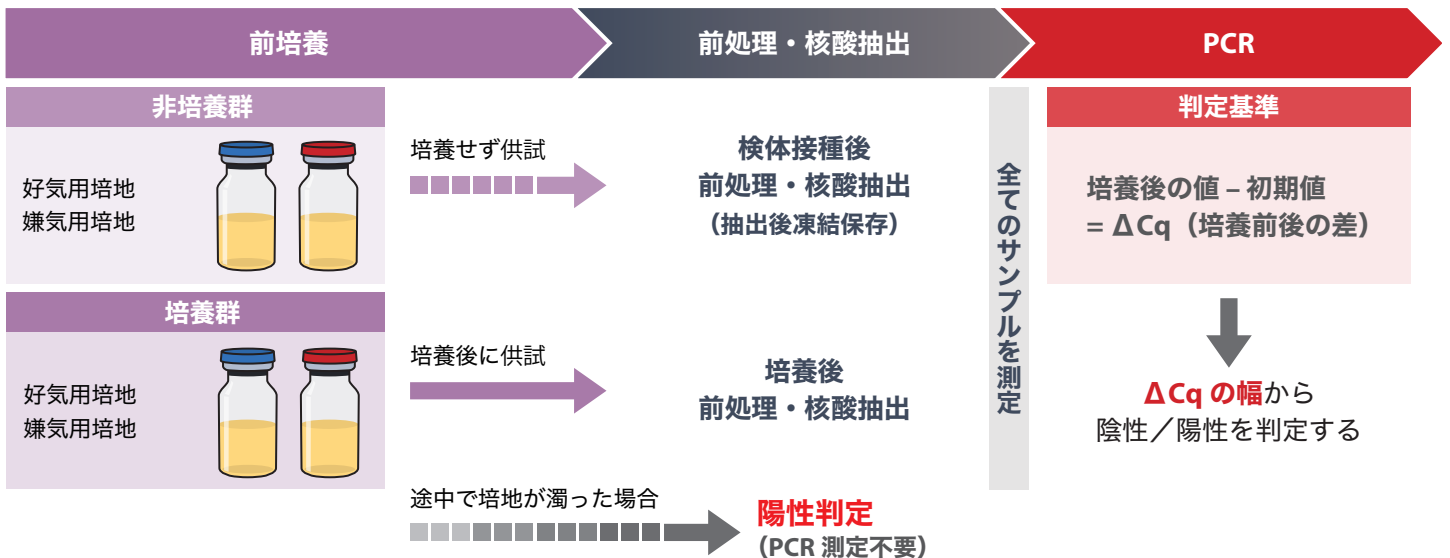 前培養
前処理・核酸抽出
PCR
非培養群
好気用培地
嫌気用培地
培養せず供試
検体接種後
前処理・核酸抽出
（抽出後凍結保存）
培養群
好気用培地
嫌気用培地
培養後に供試
培養後
前処理・核酸抽出
途中で培地が濁った場合
陽性判定
（PCR 測定不要）
全てのサンプルを測定
判定基準
培養後の値 – 初期値
= ΔCq（培養前後の差）
ΔCq の幅から
陰性／陽性を判定する